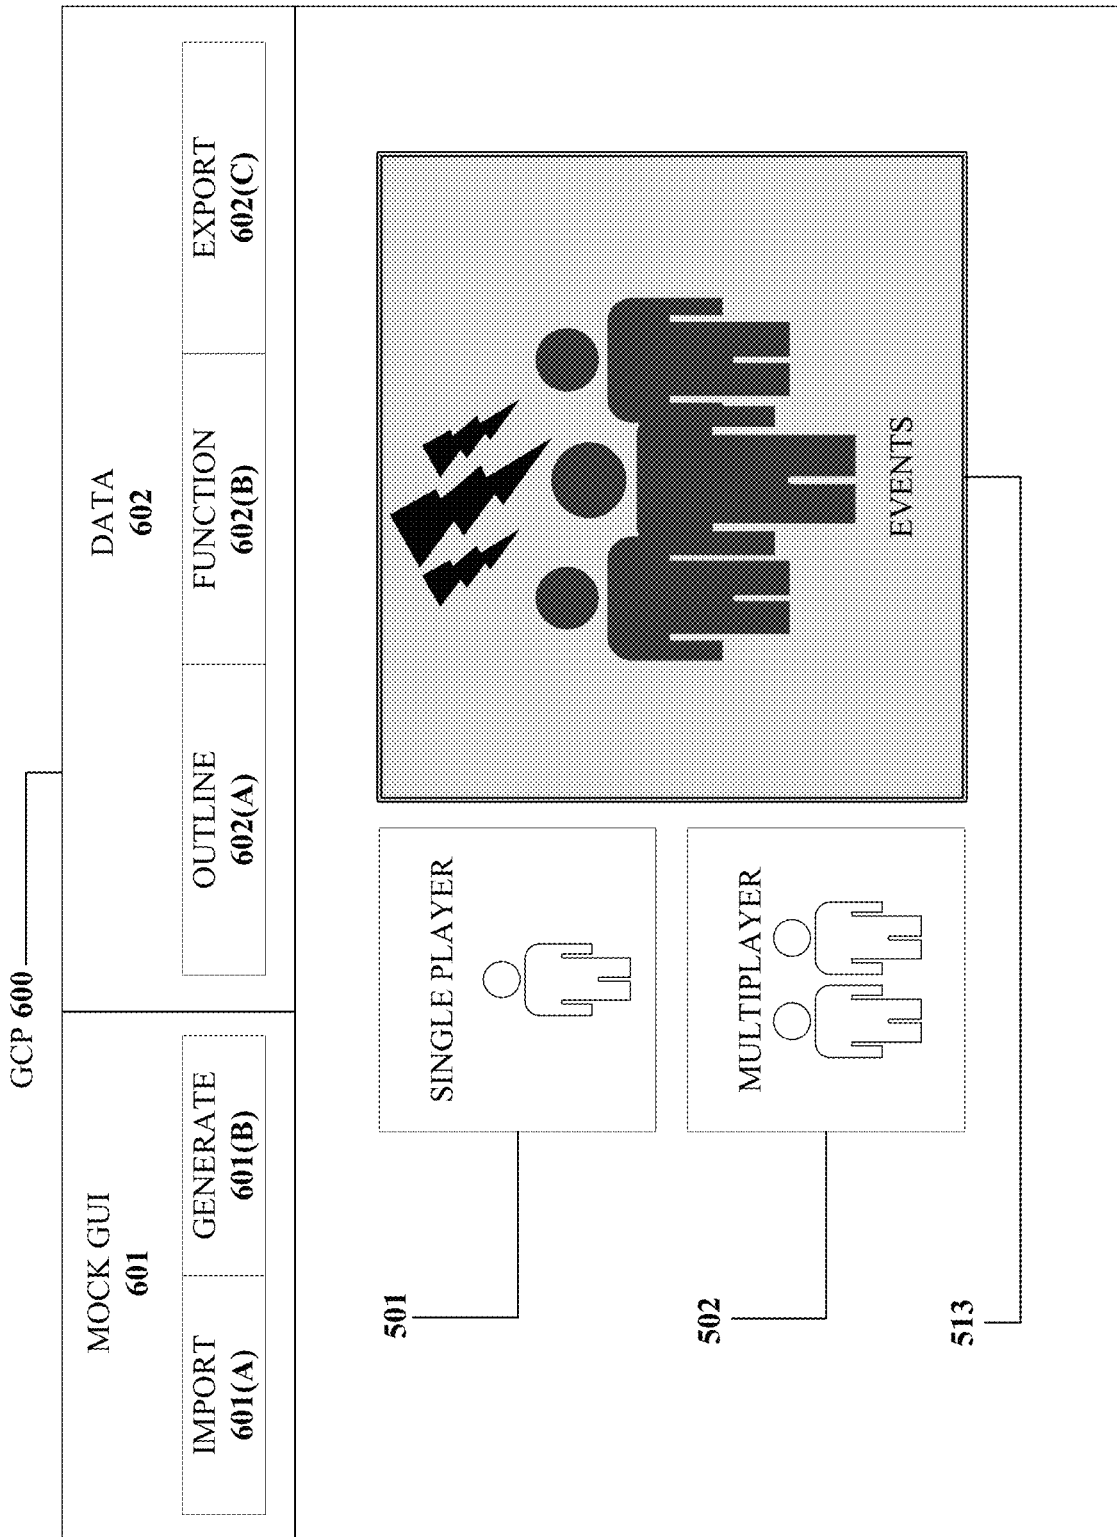 GCP 600
MOCK GUI
601
IMPORT
601(A)
GENERATE
601(B)
DATA
602
OUTLINE
602(A)
FUNCTION
602(B)
EXPORT
602(C)
501
SINGLE PLAYER
502
MULTIPLAYER
EVENTS
513